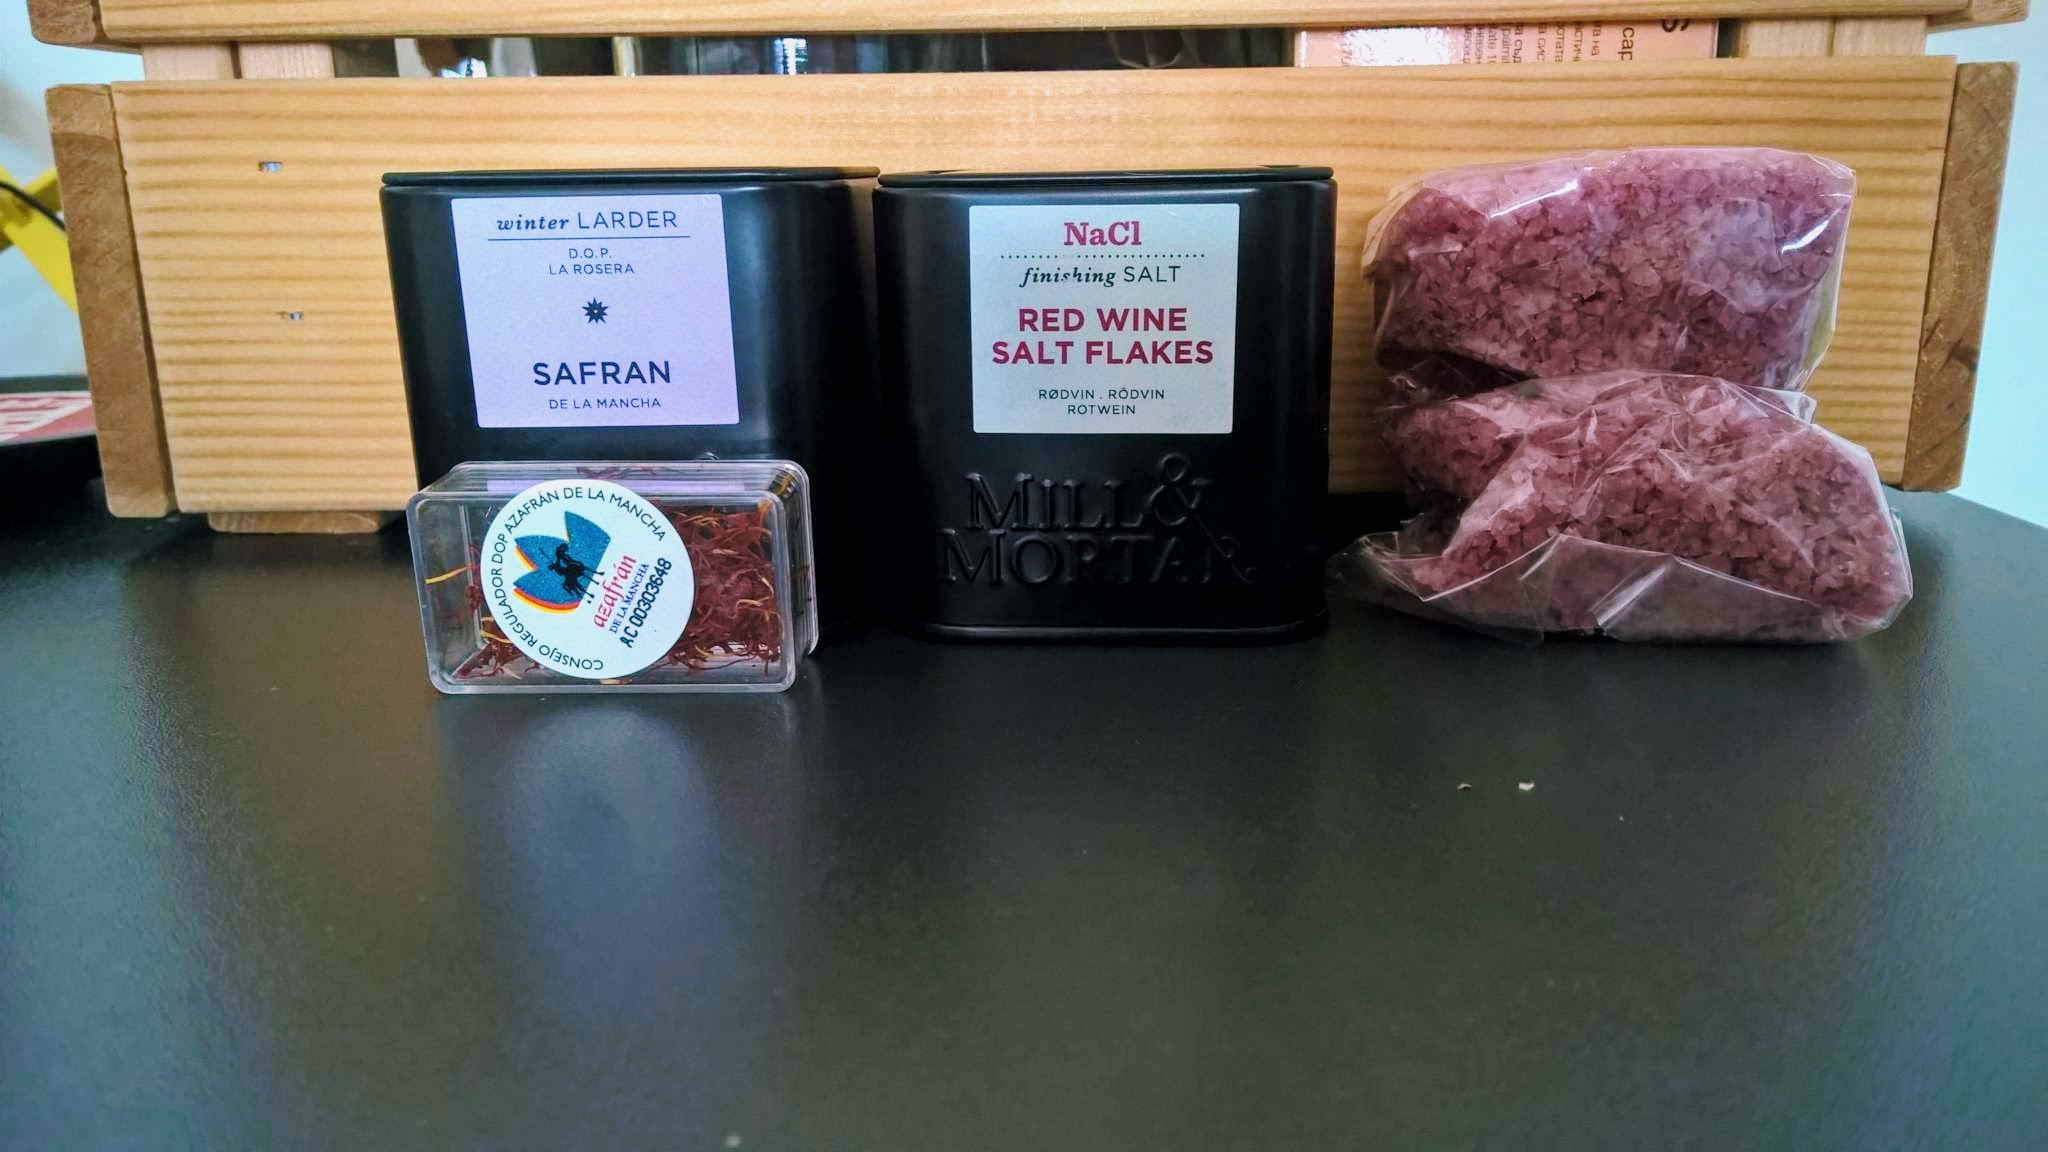 winter LARDER
D.O.P.
LA ROSERA
SAFRAN
DE LA MANCHA
CONSEJO REGULADOR DOP AZAFRÁN DE LA MANCHA
azafrán
DE LA MANCHA
AC 00303648
NaCl
finishing SALT
RED WINE
SALT FLAKES
RØDVIN . RÖDVIN
ROTWEIN
MILL &
MORTAR
S
cap